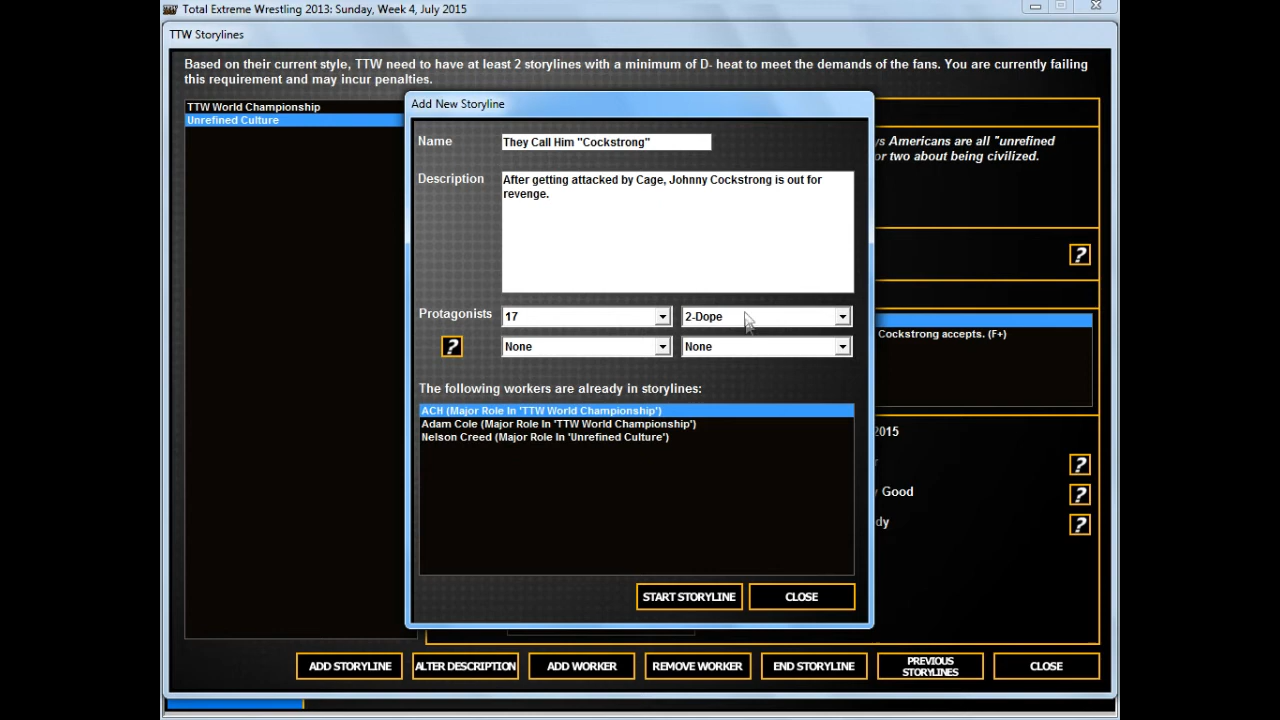 Total Extreme Wrestling 2013: Sunday, Week 4, July 2015
TTW Storylines
Based on their current style, TTW need to have at least 2 storylines with a minimum of D- heat to meet the demands of the fans. You are currently failing
this requirement and may incur penalties.
TTW World Championship
Unrefined Culture
Add New Storyline
Name
They Call Him "Cockstrong"
Description
After getting attacked by Cage, Johnny Cockstrong is out for
revenge.
Protagonists
17
2-Dope
?
None
None
The following workers are already in storylines:
ACH (Major Role In 'TTW World Championship')
Adam Cole (Major Role In 'TTW World Championship')
Nelson Creed (Major Role In 'Unrefined Culture')
START STORYLINE
CLOSE
s Americans are all "unrefined
or two about being civilized.
?
Cockstrong accepts. (F+)
2015
?
Good
?
?
ADD STORYLINE
ALTER DESCRIPTION
ADD WORKER
REMOVE WORKER
END STORYLINE
PREVIOUS
STORYLINES
CLOSE